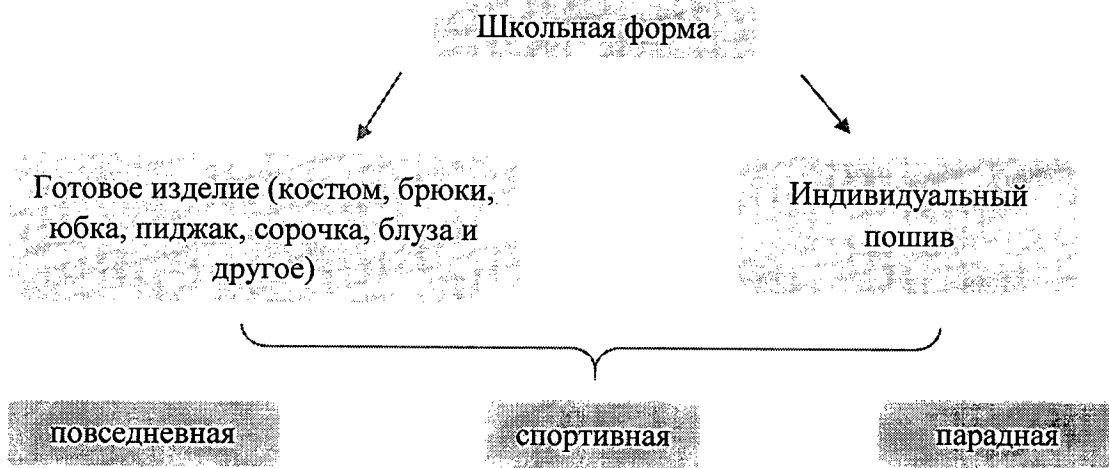 Школьная форма
Готовое изделие (костюм, брюки,
юбка, пиджак, сорочка, блуза и
другое)
Индивидуальный
пошив
повседневная
спортивная
парадная